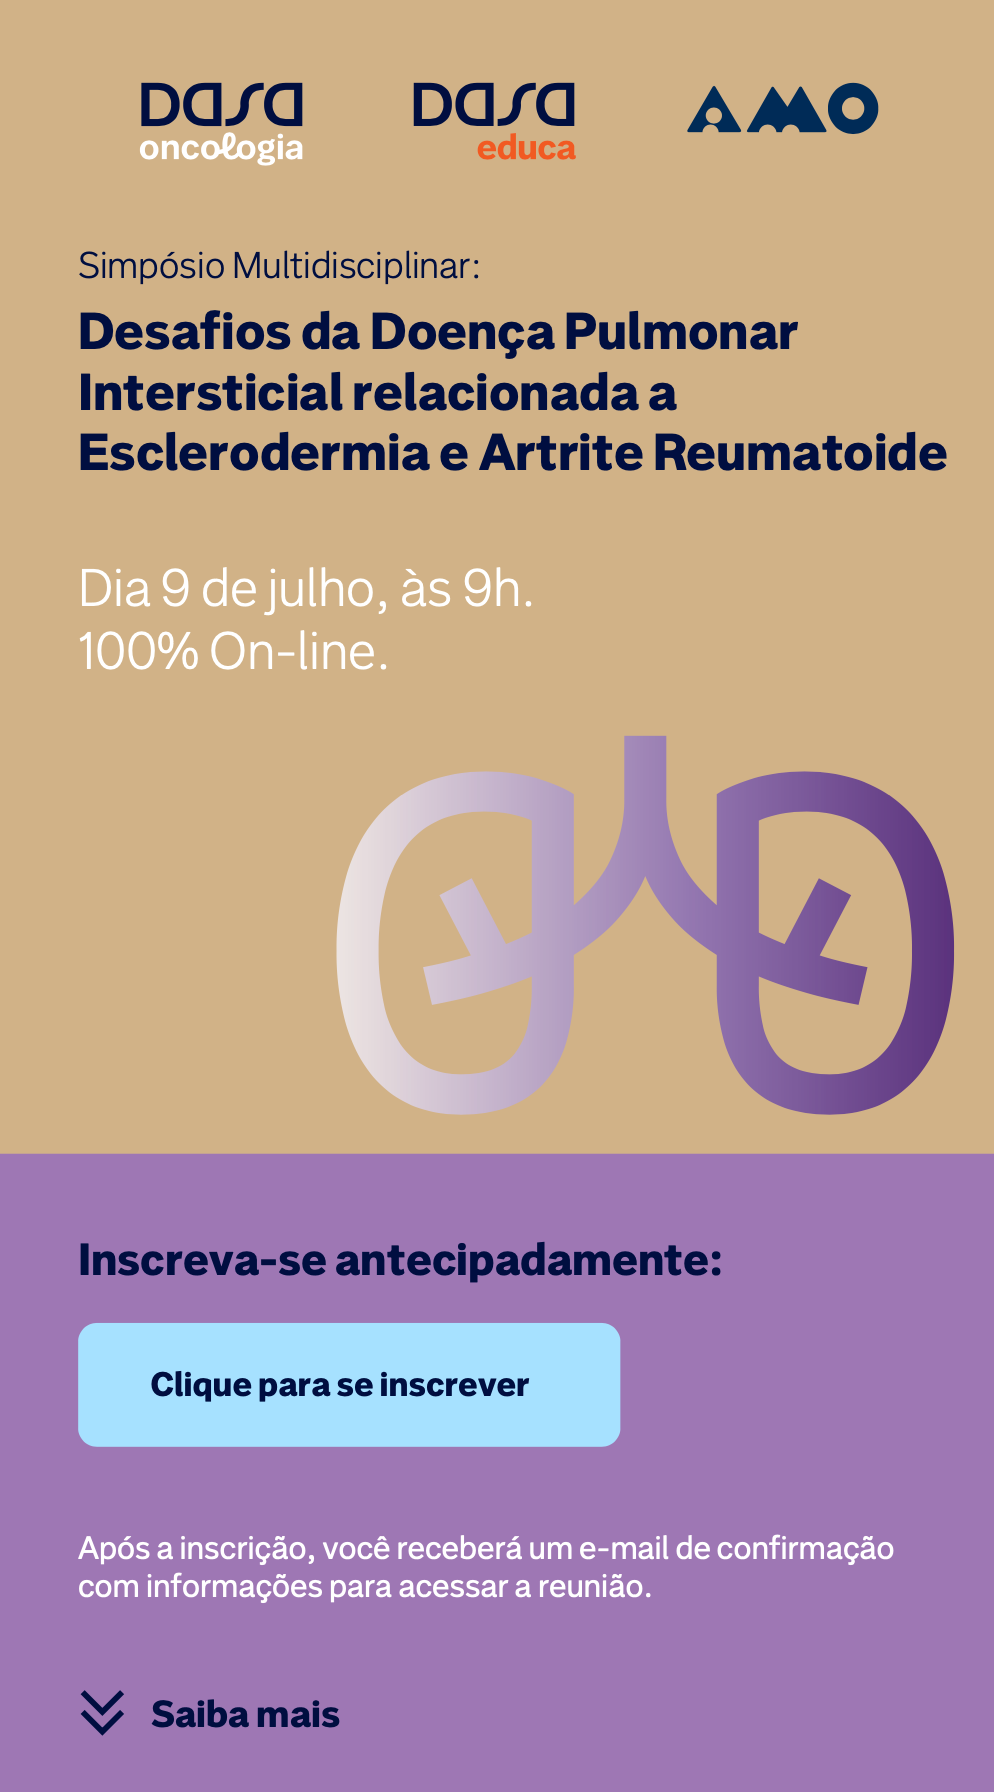 Dasa
oncologia
Dasa
educa
AMO
Simpósio Multidisciplinar:
Desafios da Doença Pulmonar
Intersticial relacionada a
Esclerodermia e Artrite Reumatoide
Dia 9 de julho, às 9h.
100% On-line.
Inscreva-se antecipadamente:
Clique para se inscrever
Após a inscrição, você receberá um e-mail de confirmação
com informações para acessar a reunião.
Saiba mais